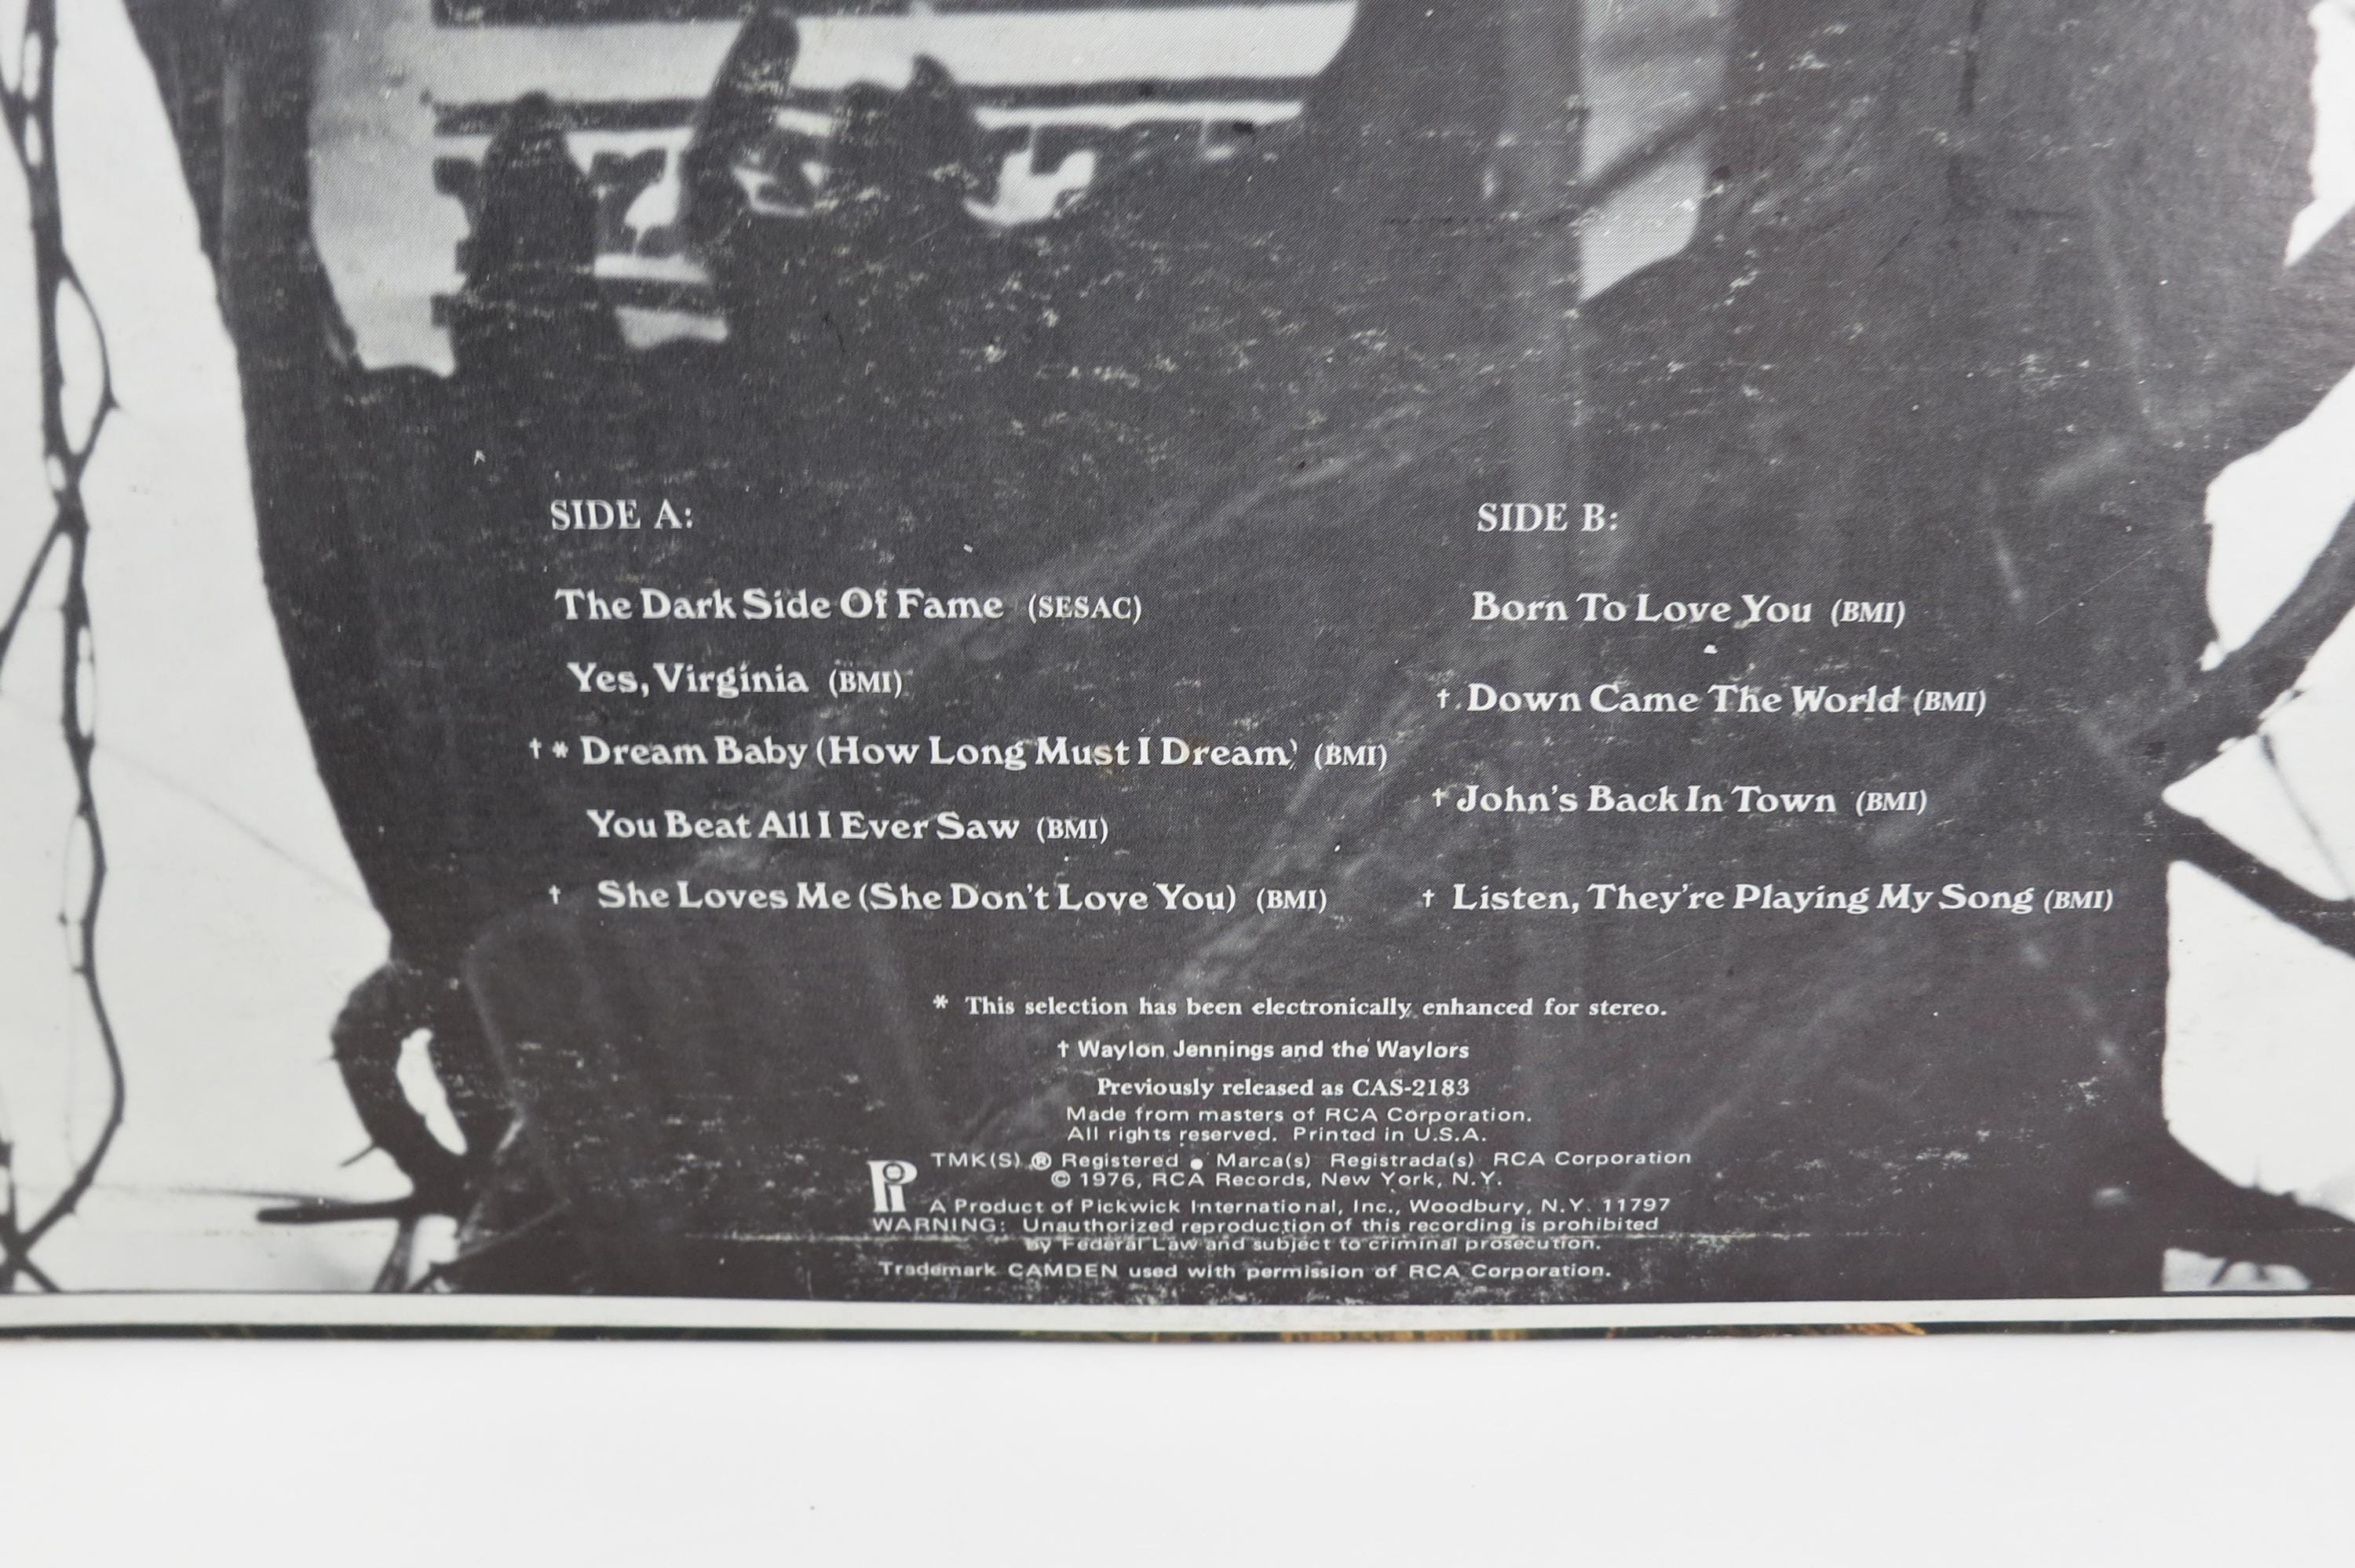 SIDE A:
The Dark Side Of Fame (SESAC)
Yes, Virginia (BMI)
† * Dream Baby (How Long Must I Dream) (BMI)
You Beat All I Ever Saw (BMI)
† She Loves Me (She Don't Love You) (BMI)
SIDE B:
Born To Love You (BMI)
† Down Came The World (BMI)
† John's Back In Town (BMI)
† Listen, They're Playing My Song (BMI)
* This selection has been electronically enhanced for stereo.
† Waylon Jennings and the Waylors
Previously released as CAS-2183
Made from masters of RCA Corporation.
All rights reserved. Printed in U.S.A.
TMK(S) ® Registered ● Marca(s) Registrada(s) RCA Corporation
© 1976, RCA Records, New York, N.Y.
A Product of Pickwick International, Inc., Woodbury, N.Y. 11797
WARNING: Unauthorized reproduction of this recording is prohibited
by Federal Law and subject to criminal prosecution.
Trademark CAMDEN used with permission of RCA Corporation.